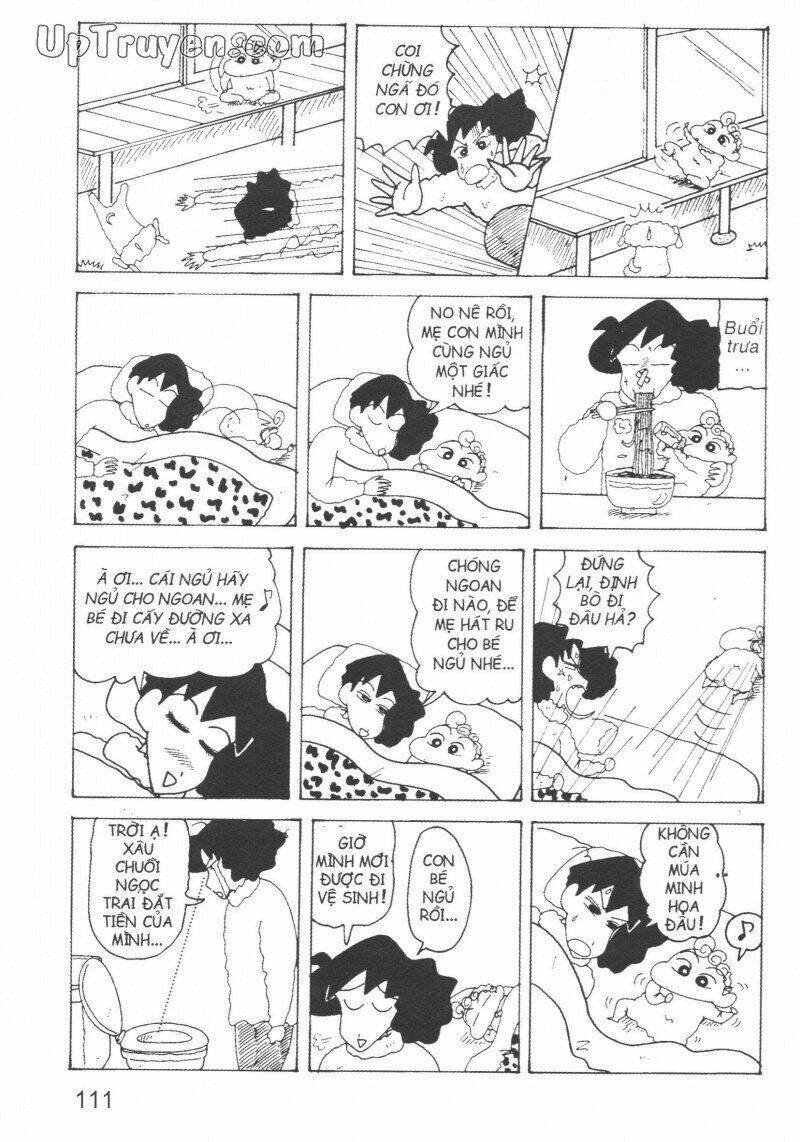 UpTruyen.com
COI
CHỪNG
NGÃ ĐÓ
CON ƠI!
Buổi
trưa
...
NO NÊ RỒI,
MẸ CON MÌNH
CÙNG NGỦ
MỘT GIẤC
NHÉ!
ĐỨNG
LẠI, ĐỊNH
BÒ ĐI
ĐÂU HẢ?
CHÓNG
NGOAN
ĐI NÀO, ĐỂ
MẸ HÁT RU
CHO BÉ
NGỦ NHÉ...
À ƠI... CÁI NGỦ HÃY
NGỦ CHO NGOAN... MẸ
BÉ ĐI CẤY ĐƯỜNG XA
CHƯA VỀ... À ƠI...
KHÔNG
CẦN
MÚA
MINH
HỌA
ĐÂU!
CON
BÉ
NGỦ
RỒI...
GIỜ
MÌNH MỚI
ĐƯỢC ĐI
VỆ SINH!
TRỜI Ạ!
XÂU
CHUỖI
NGỌC
TRAI ĐẮT
TIỀN CỦA
MÌNH...
111